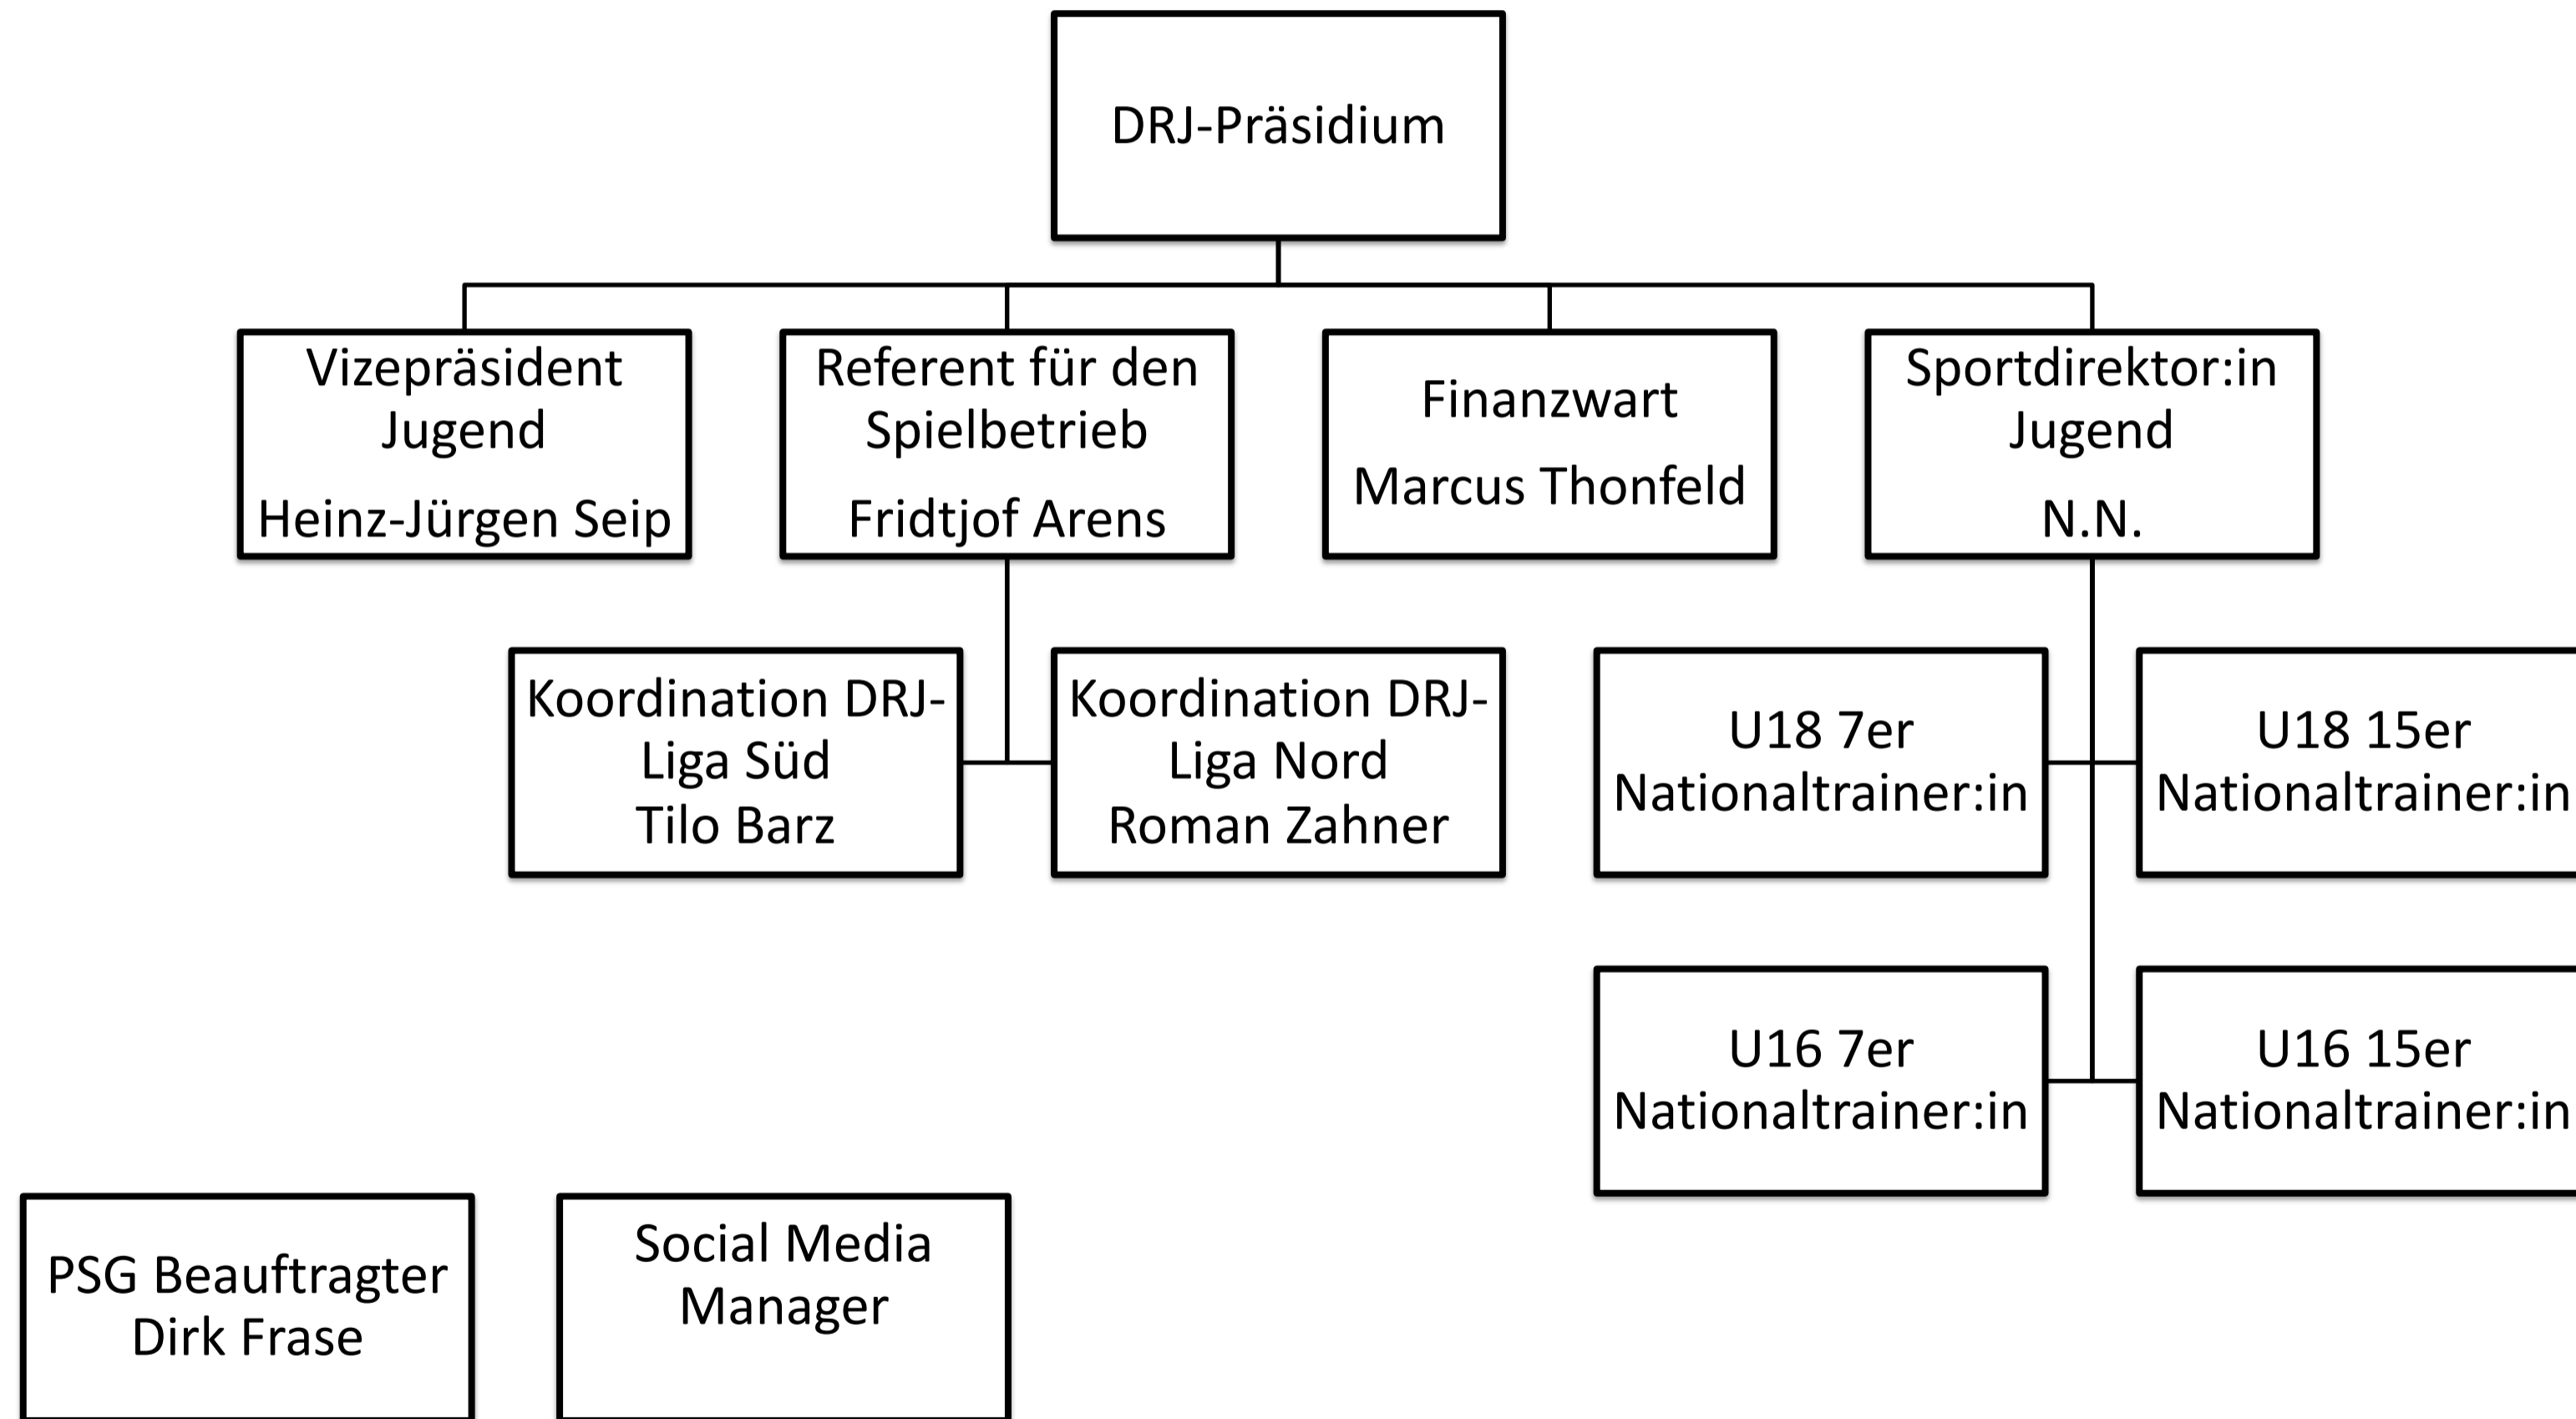 DRJ-Präsidium
Vizepräsident
Jugend
Heinz-Jürgen Seip
Referent für den
Spielbetrieb
Fridtjof Arens
Finanzwart
Marcus Thonfeld
Sportdirektor:in
Jugend
N.N.
Koordination DRJ-
Liga Süd
Tilo Barz
Koordination DRJ-
Liga Nord
Roman Zahner
U18 7er
Nationaltrainer:in
U18 15er
Nationaltrainer:in
U16 7er
Nationaltrainer:in
U16 15er
Nationaltrainer:in
PSG Beauftragter
Dirk Frase
Social Media
Manager